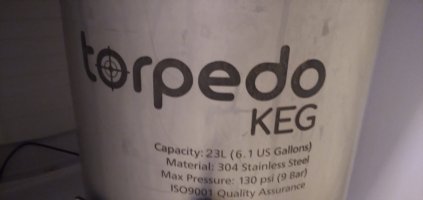 torpedo
KEG
Capacity: 23L (6.1 US Gallons)
Material: 304 Stainless Steel
Max Pressure: 130 psi (9 Bar)
ISO9001 Quality Assurance